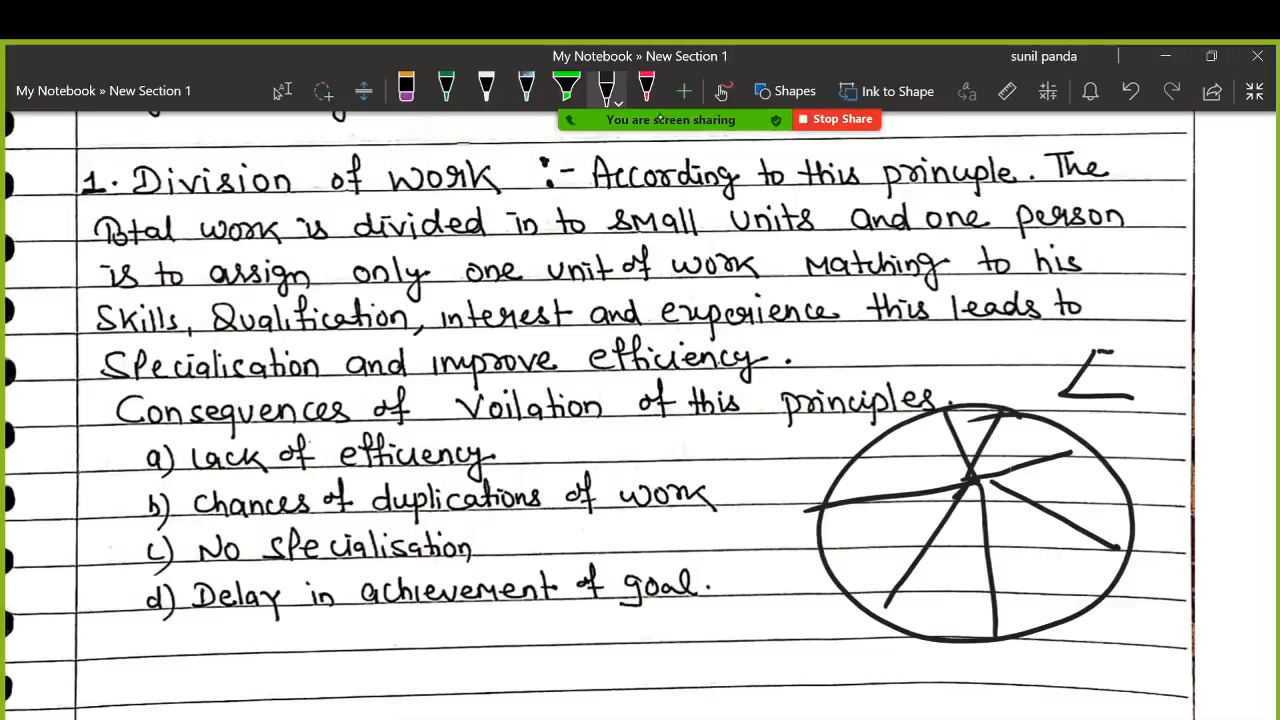 My Notebook » New Section 1
sunil panda
My Notebook » New Section 1
Shapes
Ink to Shape
You are screen sharing
Stop Share
1. Division of work :- According to this principle. The
Total work is divided in to small units and one person
is to assign only one unit of work Matching to his
Skills, Qualification, interest and experience this leads to
Specialisation and improve efficiency.
Consequences of Voilation of this principles.
a) Lack of efficiency
b) Chances of duplications of work
c) No specialisation
d) Delay in achievement of goal.